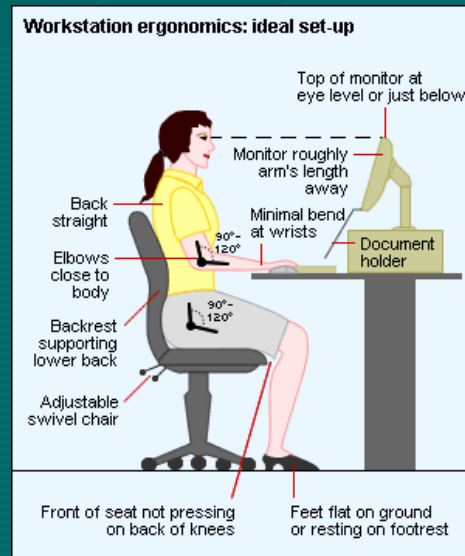 Workstation ergonomics: ideal set-up
Top of monitor at
eye level or just below
Monitor roughly
arm's length
away
Back
straight
Minimal bend
at wrists
90°-
120°
Document
holder
Elbows
close to
body
90°-
120°
Backrest
supporting
lower back
Adjustable
swivel chair
Front of seat not pressing
on back of knees
Feet flat on ground
or resting on footrest